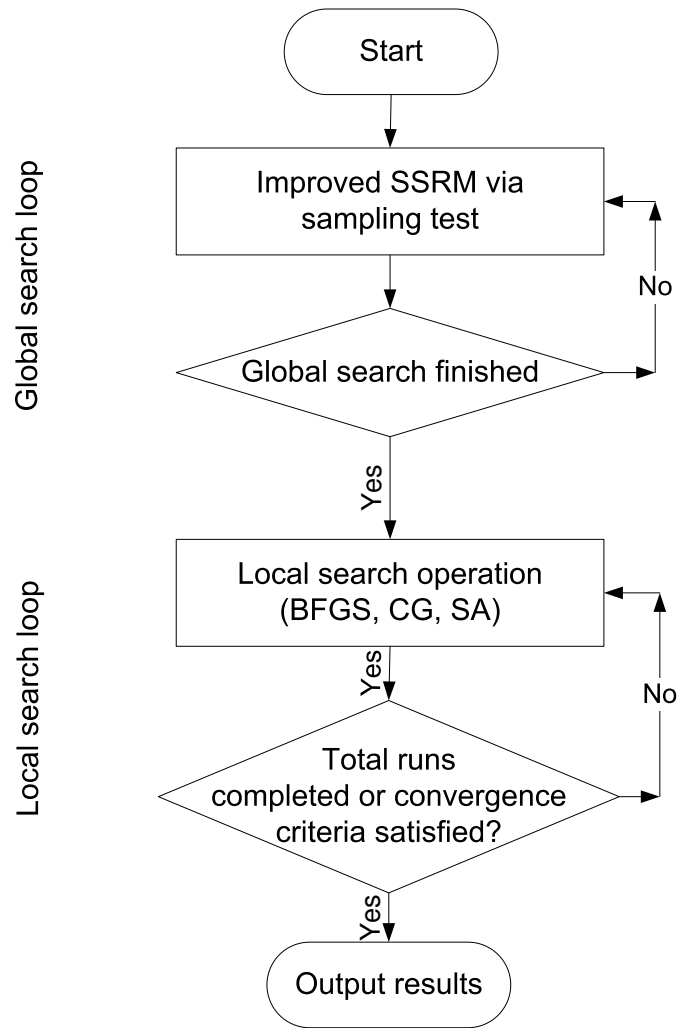 Start
Global search loop
Improved SSRM via
sampling test
No
Global search finished
Yes
Local search loop
Local search operation
(BFGS, CG, SA)
Yes
No
Total runs
completed or convergence
criteria satisfied?
Yes
Output results